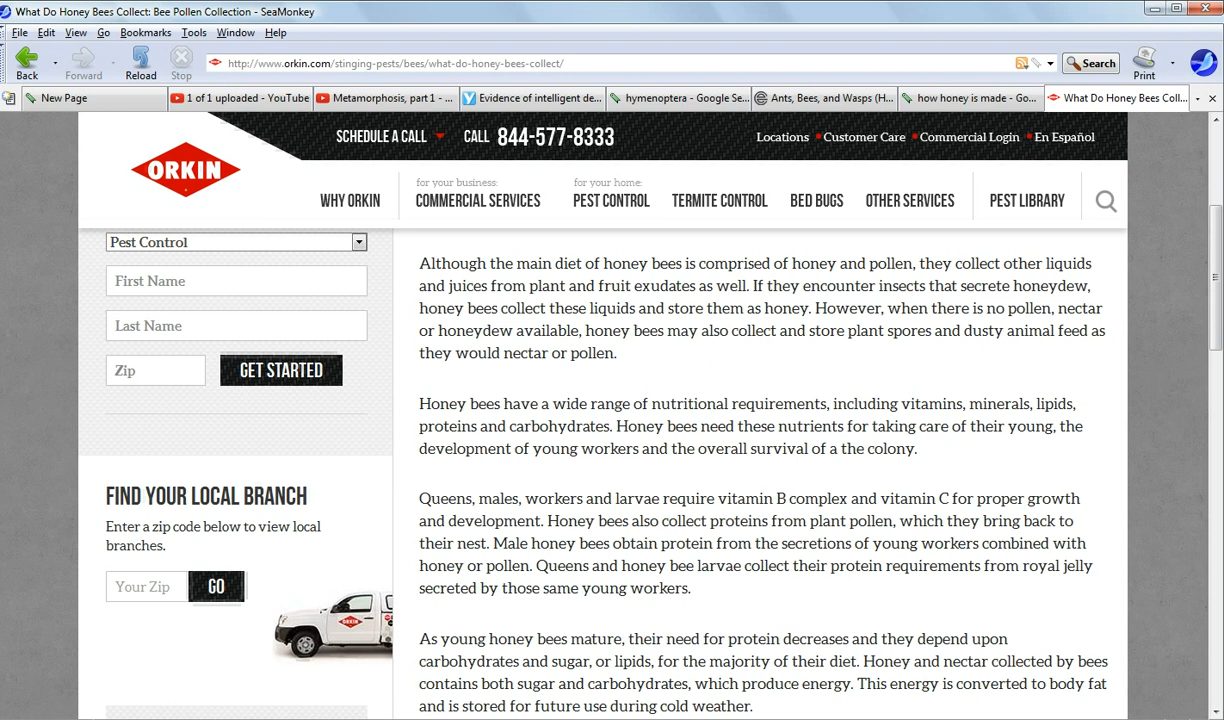 What Do Honey Bees Collect: Bee Pollen Collection - SeaMonkey
File Edit View Go Bookmarks Tools Window Help
http://www.orkin.com/stinging-pests/bees/what-do-honey-bees-collect/
Search
Back Forward Reload Stop Print
New Page
1 of 1 uploaded - YouTube
Metamorphosis, part 1 - ...
Evidence of intelligent de...
hymenoptera - Google Se...
Ants, Bees, and Wasps (H...
how honey is made - Go...
What Do Honey Bees Coll...
ORKIN
SCHEDULE A CALL CALL 844-577-8333
Locations Customer Care Commercial Login En Español
for your business: for your home:
WHY ORKIN COMMERCIAL SERVICES PEST CONTROL TERMITE CONTROL BED BUGS OTHER SERVICES PEST LIBRARY
Pest Control
First Name
Last Name
Zip GET STARTED
FIND YOUR LOCAL BRANCH
Enter a zip code below to view local
branches.
Your Zip GO
Although the main diet of honey bees is comprised of honey and pollen, they collect other liquids
and juices from plant and fruit exudates as well. If they encounter insects that secrete honeydew,
honey bees collect these liquids and store them as honey. However, when there is no pollen, nectar
or honeydew available, honey bees may also collect and store plant spores and dusty animal feed as
they would nectar or pollen.
Honey bees have a wide range of nutritional requirements, including vitamins, minerals, lipids,
proteins and carbohydrates. Honey bees need these nutrients for taking care of their young, the
development of young workers and the overall survival of a the colony.
Queens, males, workers and larvae require vitamin B complex and vitamin C for proper growth
and development. Honey bees also collect proteins from plant pollen, which they bring back to
their nest. Male honey bees obtain protein from the secretions of young workers combined with
honey or pollen. Queens and honey bee larvae collect their protein requirements from royal jelly
secreted by those same young workers.
As young honey bees mature, their need for protein decreases and they depend upon
carbohydrates and sugar, or lipids, for the majority of their diet. Honey and nectar collected by bees
contains both sugar and carbohydrates, which produce energy. This energy is converted to body fat
and is stored for future use during cold weather.